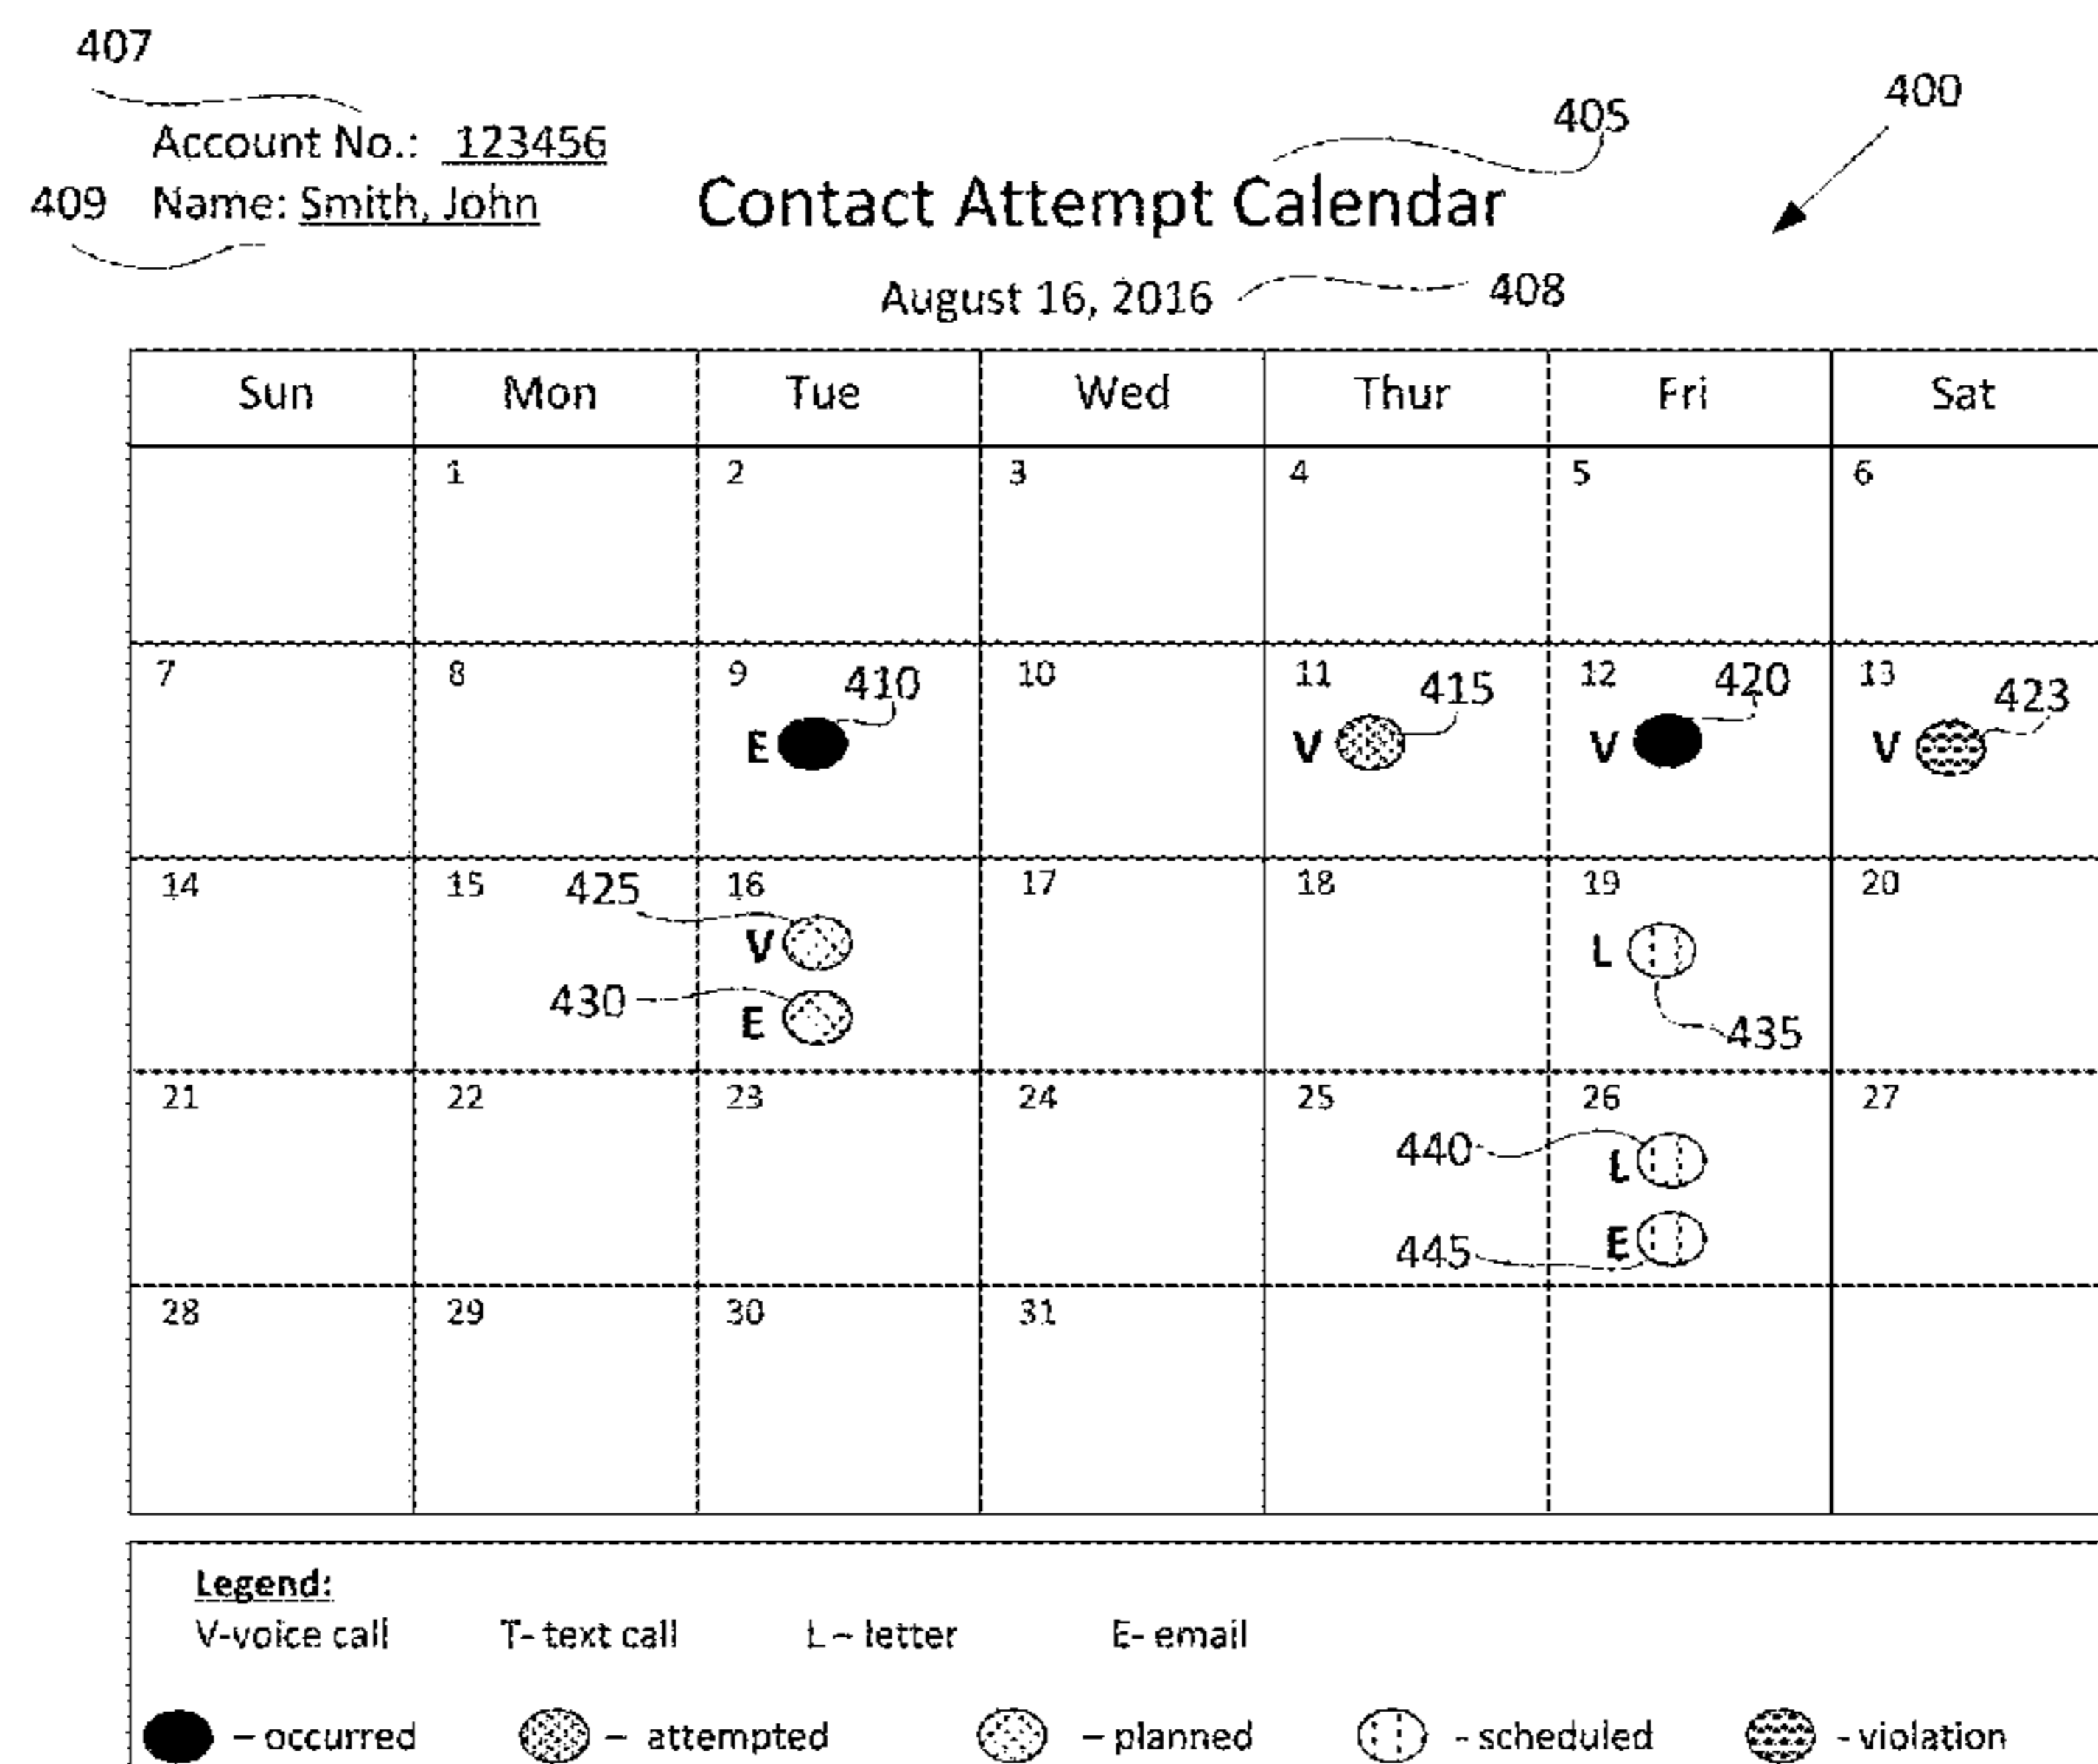 407
405
400
Account No.: 123456
409 Name: Smith, John
Contact Attempt Calendar
August 16, 2016 408
Sun Mon Tue Wed Thur Fri Sat
1 2 3 4 5 6
7 8 9 410 10 11 415 12 420 13 423
E V V V
14 15 425 16 17 18 19 20
V L
430 E 435
21 22 23 24 25 26 27
440 L
445 E
28 29 30 31
Legend:
V-voice call T- text call L – letter E- email
– occurred – attempted – planned - scheduled - violation